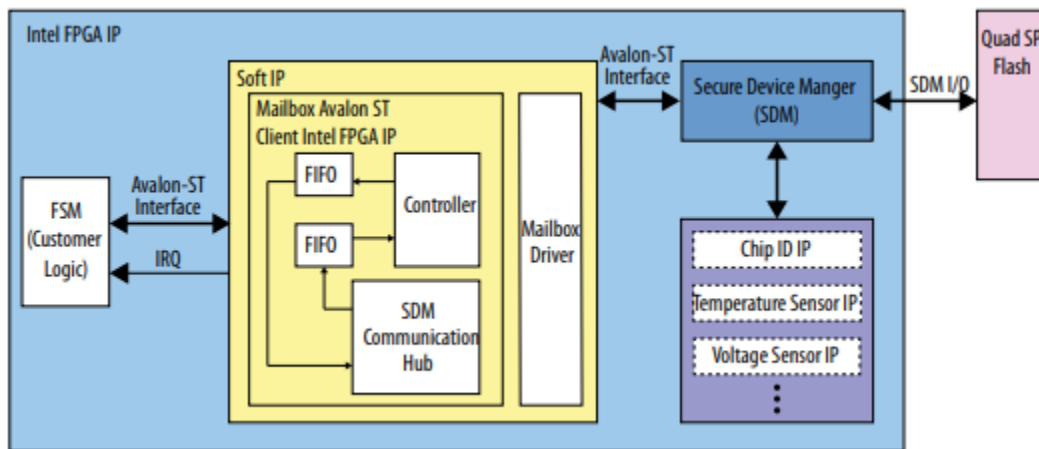 Intel FPGA IP
Soft IP
Mailbox Avalon ST
Client Intel FPGA IP
FIFO
Controller
FIFO
SDM
Communication
Hub
Mailbox
Driver
FSM
(Customer
Logic)
Avalon-ST
Interface
IRQ
Avalon-ST
Interface
Secure Device Manger
(SDM)
SDM I/O
Quad SP
Flash
Chip ID IP
Temperature Sensor IP
Voltage Sensor IP